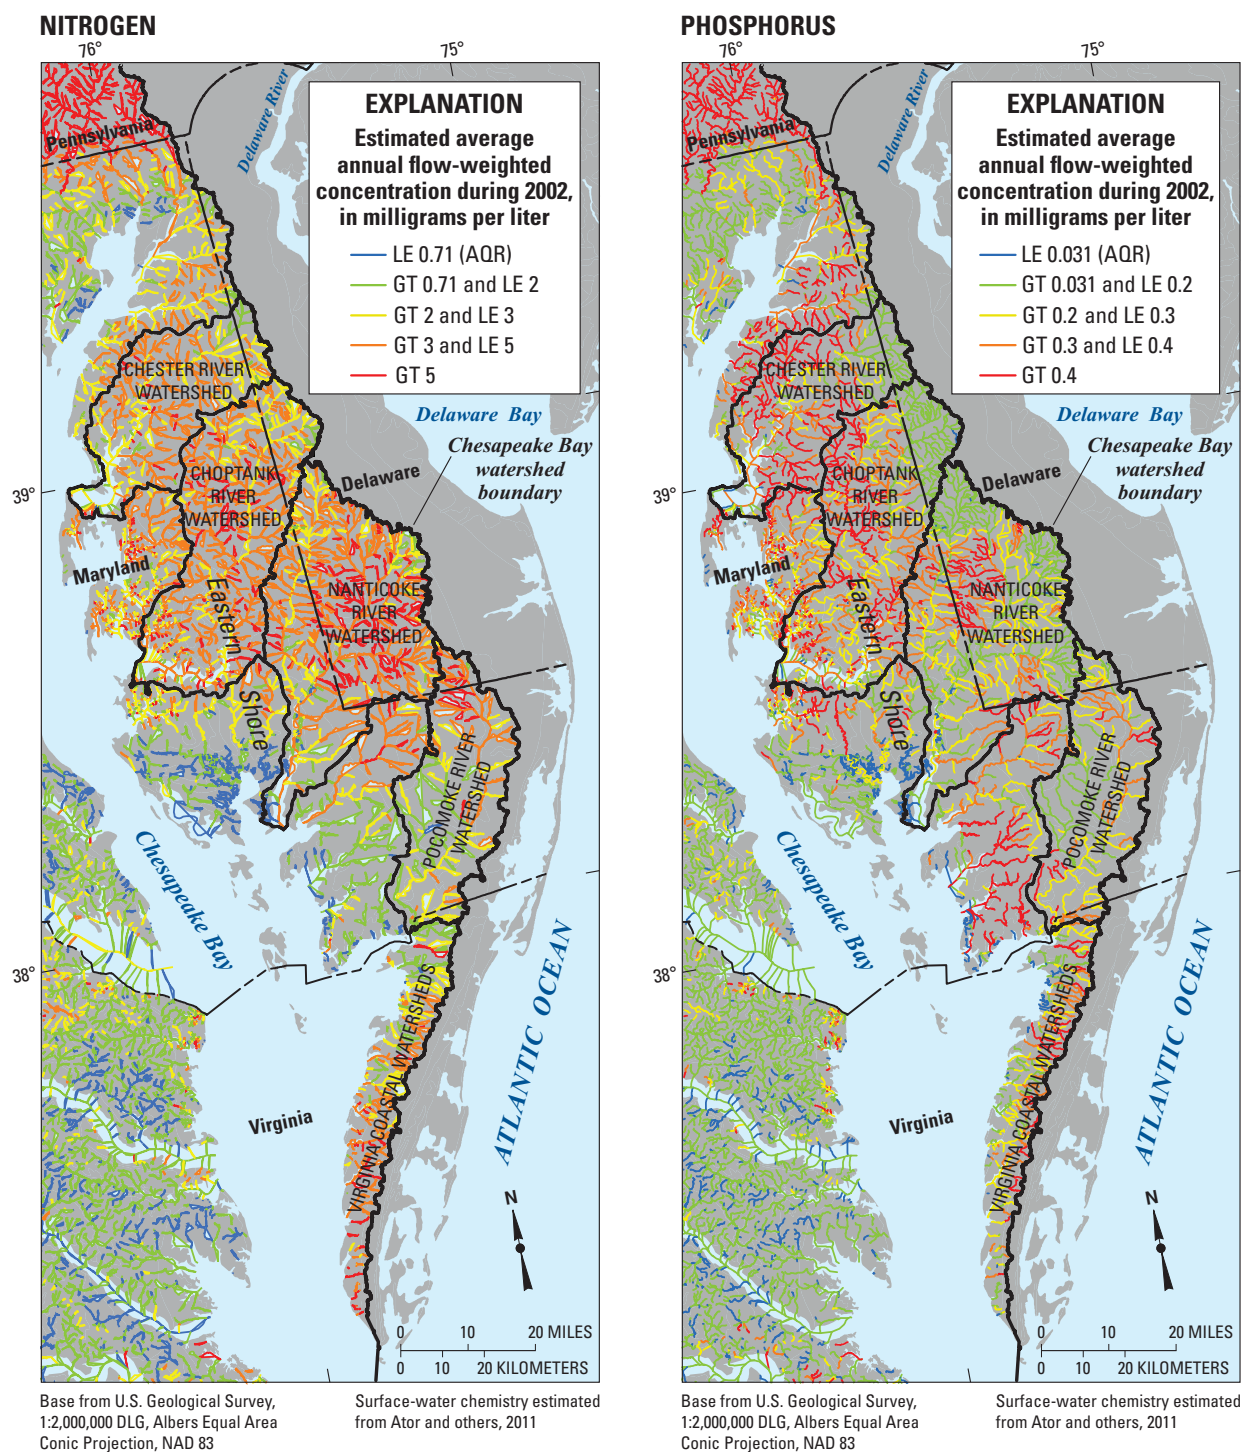 NITROGEN
76°
75°
Delaware River
Pennsylvania
EXPLANATION
Estimated average
annual flow-weighted
concentration during 2002,
in milligrams per liter
LE 0.71 (AQR)
GT 0.71 and LE 2
GT 2 and LE 3
GT 3 and LE 5
GT 5
CHESTER RIVER
WATERSHED
Delaware Bay
Chesapeake Bay
watershed
boundary
CHOPTANK
RIVER
WATERSHED
Delaware
39°
Maryland
Eastern
Shore
NANTICOKE
RIVER
WATERSHED
POCOMOKE RIVER
WATERSHED
Chesapeake Bay
38°
ATLANTIC OCEAN
VIRGINIA COASTAL WATERSHEDS
Virginia
N
0 10 20 MILES
0 10 20 KILOMETERS
Base from U.S. Geological Survey,
1:2,000,000 DLG, Albers Equal Area
Conic Projection, NAD 83
Surface-water chemistry estimated
from Ator and others, 2011
PHOSPHORUS
76°
75°
Delaware River
Pennsylvania
EXPLANATION
Estimated average
annual flow-weighted
concentration during 2002,
in milligrams per liter
LE 0.031 (AQR)
GT 0.031 and LE 0.2
GT 0.2 and LE 0.3
GT 0.3 and LE 0.4
GT 0.4
CHESTER RIVER
WATERSHED
Delaware Bay
Chesapeake Bay
watershed
boundary
CHOPTANK
RIVER
WATERSHED
Delaware
39°
Maryland
Eastern
Shore
NANTICOKE
RIVER
WATERSHED
POCOMOKE RIVER
WATERSHED
Chesapeake Bay
38°
ATLANTIC OCEAN
VIRGINIA COASTAL WATERSHEDS
Virginia
N
0 10 20 MILES
0 10 20 KILOMETERS
Base from U.S. Geological Survey,
1:2,000,000 DLG, Albers Equal Area
Conic Projection, NAD 83
Surface-water chemistry estimated
from Ator and others, 2011